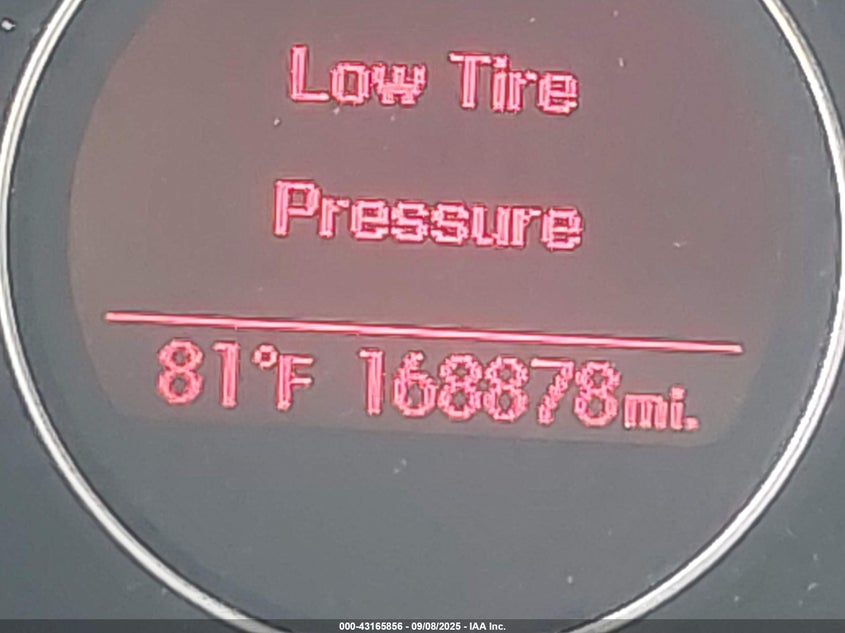 Low Tire
Pressure
81°F 168878mi.
000-43165856 - 09/08/2025 - IAA Inc.